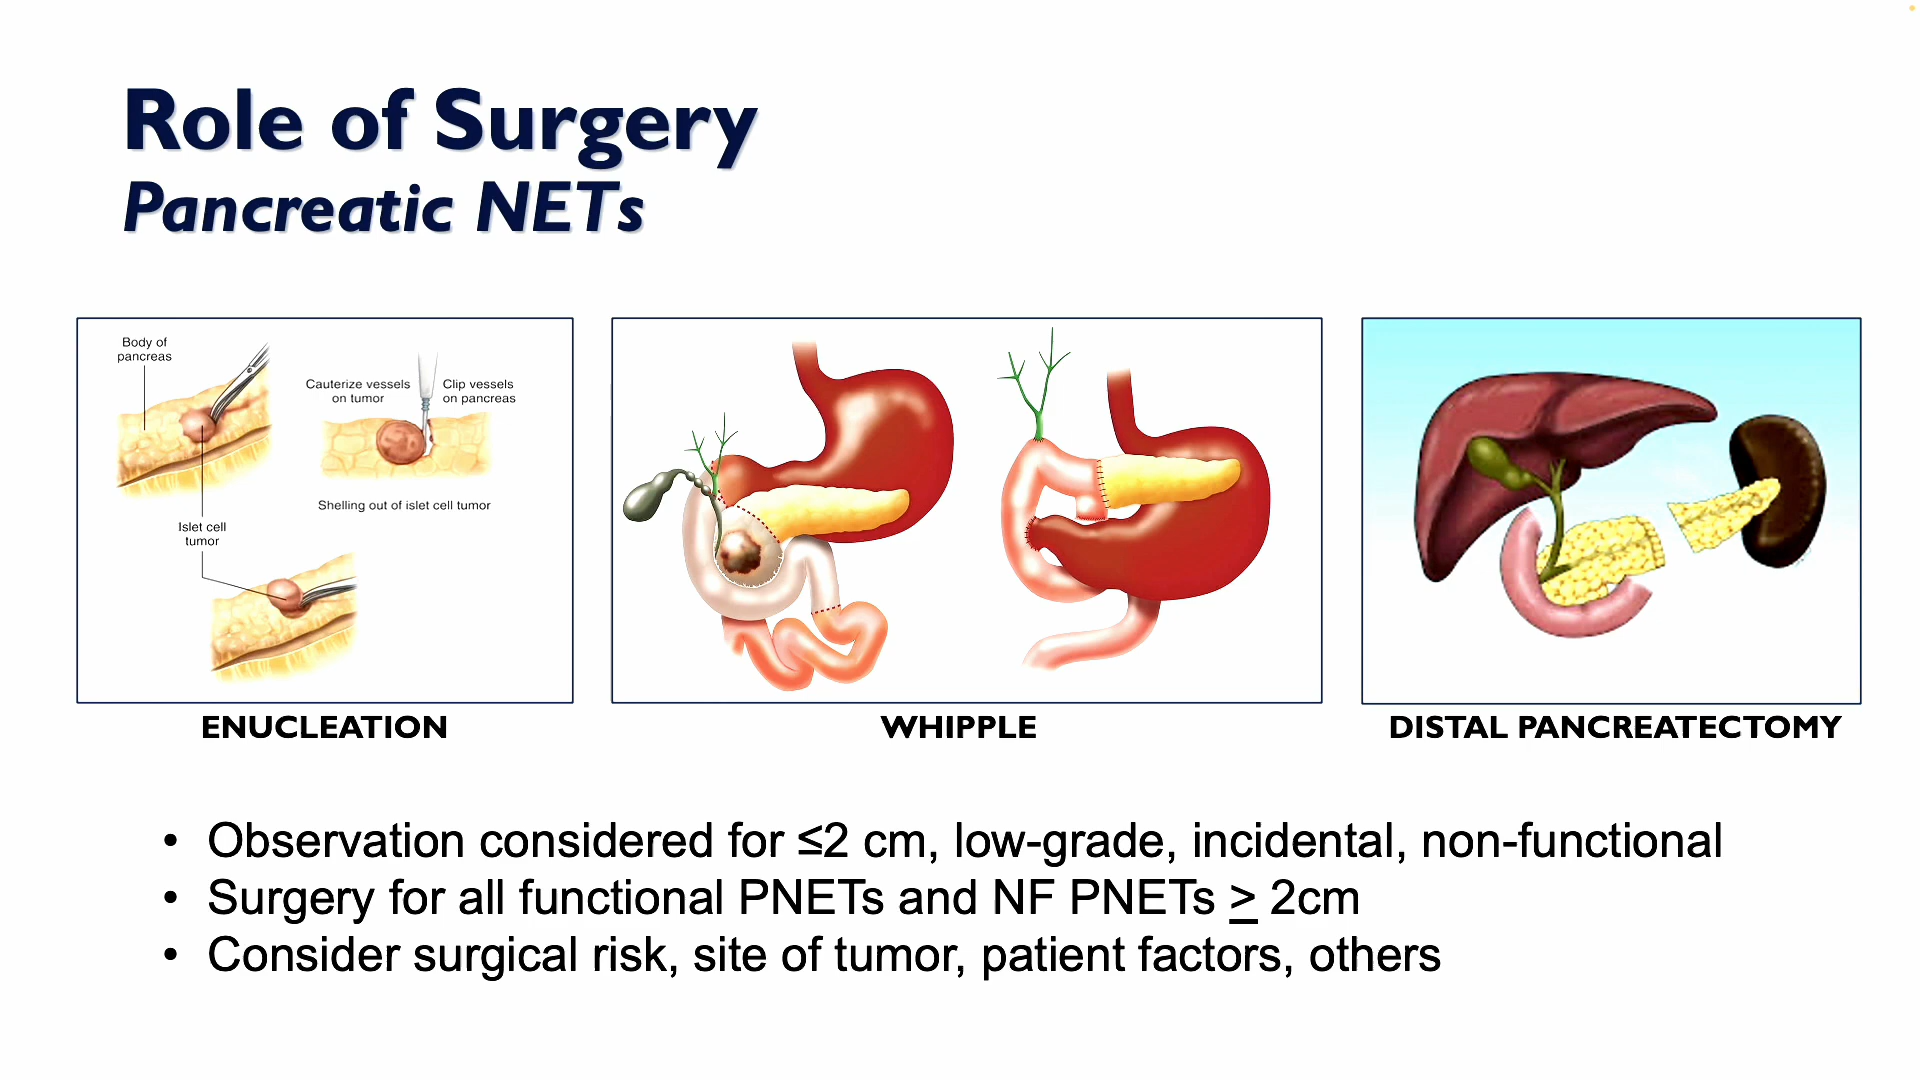 Role of Surgery
Pancreatic NETs
Body of
pancreas
Cauterize vessels
on tumor
Clip vessels
on pancreas
Shelling out of islet cell tumor
Islet cell
tumor
ENUCLEATION
WHIPPLE
DISTAL PANCREATECTOMY
• Observation considered for ≤2 cm, low-grade, incidental, non-functional
• Surgery for all functional PNETs and NF PNETs > 2cm
• Consider surgical risk, site of tumor, patient factors, others